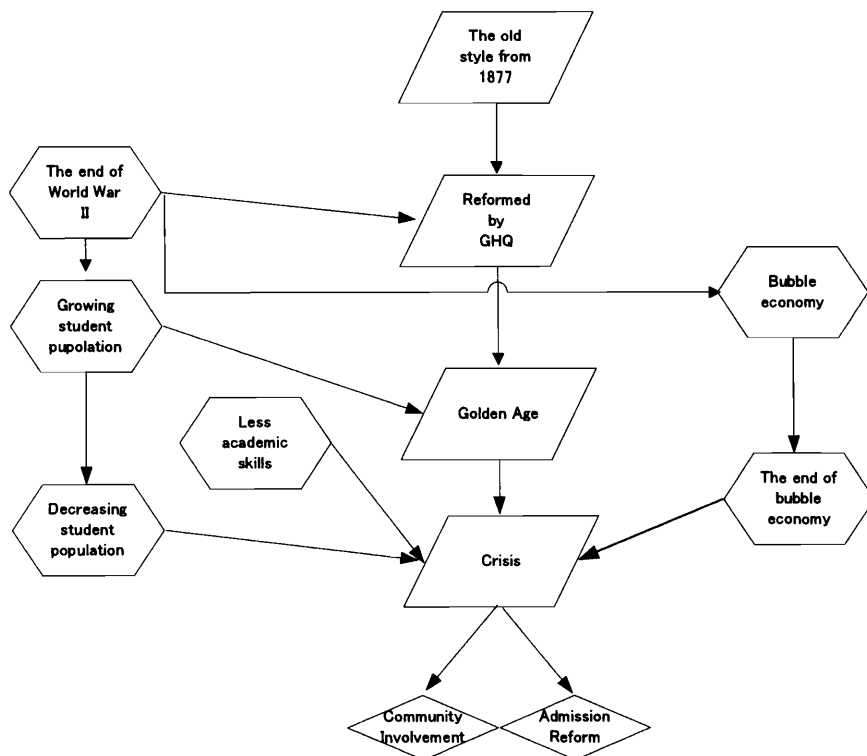 The old
style from
1877
The end of
World War
II
Reformed
by
GHQ
Bubble
economy
Growing
student
pupolation
Golden Age
Less
academic
skills
The end of
bubble
economy
Decreasing
student
population
Crisis
Community
Involvement
Admission
Reform